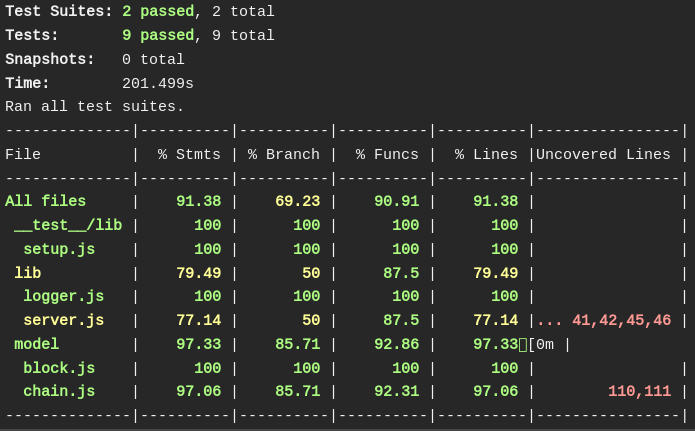 Test Suites: 2 passed, 2 total
Tests:       9 passed, 9 total
Snapshots:   0 total
Time:        201.499s
Ran all test suites.
--------------|----------|----------|----------|----------|----------------|
File          |  % Stmts | % Branch |  % Funcs |  % Lines |Uncovered Lines |
--------------|----------|----------|----------|----------|----------------|
All files     |    91.38 |    69.23 |    90.91 |    91.38 |                |
 __test__/lib |      100 |      100 |      100 |      100 |                |
  setup.js    |      100 |      100 |      100 |      100 |                |
 lib          |    79.49 |       50 |     87.5 |    79.49 |                |
  logger.js   |      100 |      100 |      100 |      100 |                |
  server.js   |    77.14 |       50 |     87.5 |    77.14 |... 41,42,45,46 |
 model        |    97.33 |    85.71 |    92.86 |    97.33▯[0m |
  block.js    |      100 |      100 |      100 |      100 |                |
  chain.js    |    97.06 |    85.71 |    92.31 |    97.06 |        110,111 |
--------------|----------|----------|----------|----------|----------------|